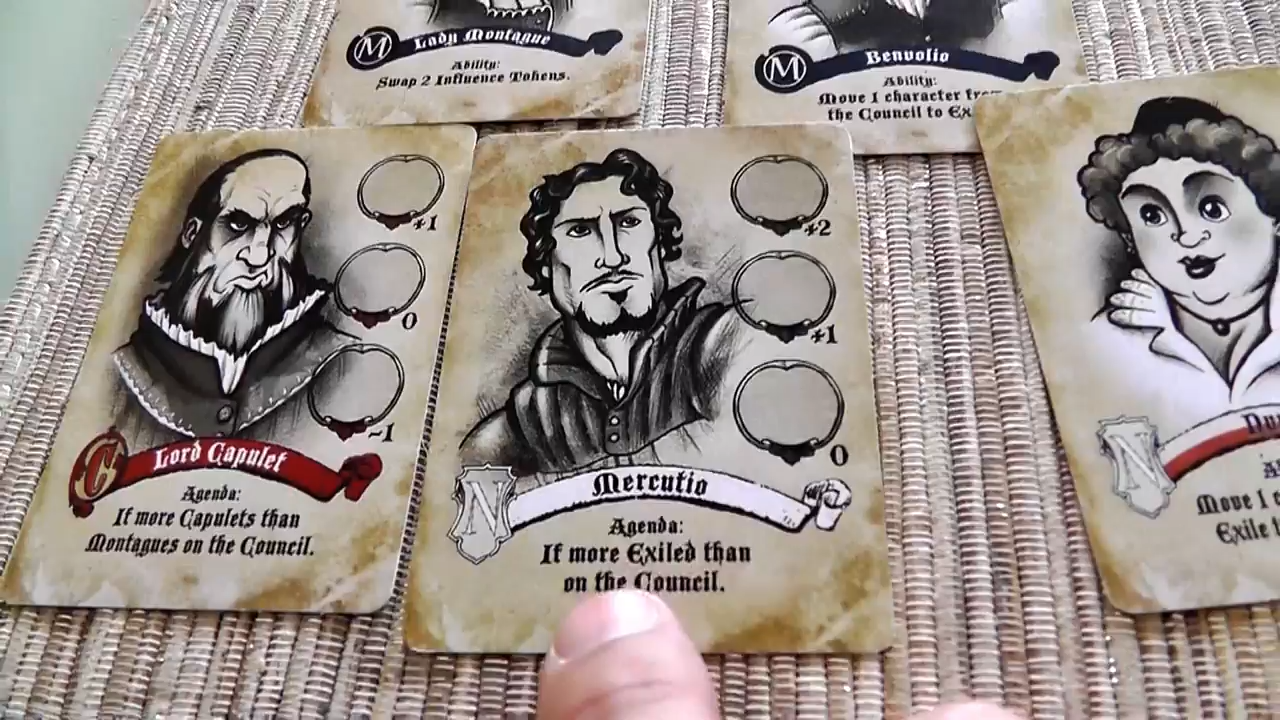 M Lady Montague
Ability:
Swap 2 Influence Tokens.
M Benvolio
Ability:
Move 1 character
the Council to
+1
0
-1
C Lord Capulet
Agenda:
If more Capulets than
Montagues on the Council.
+2
+1
0
N Mercutio
Agenda:
If more Exiled than
on the Council.
N
Move 1
Exile